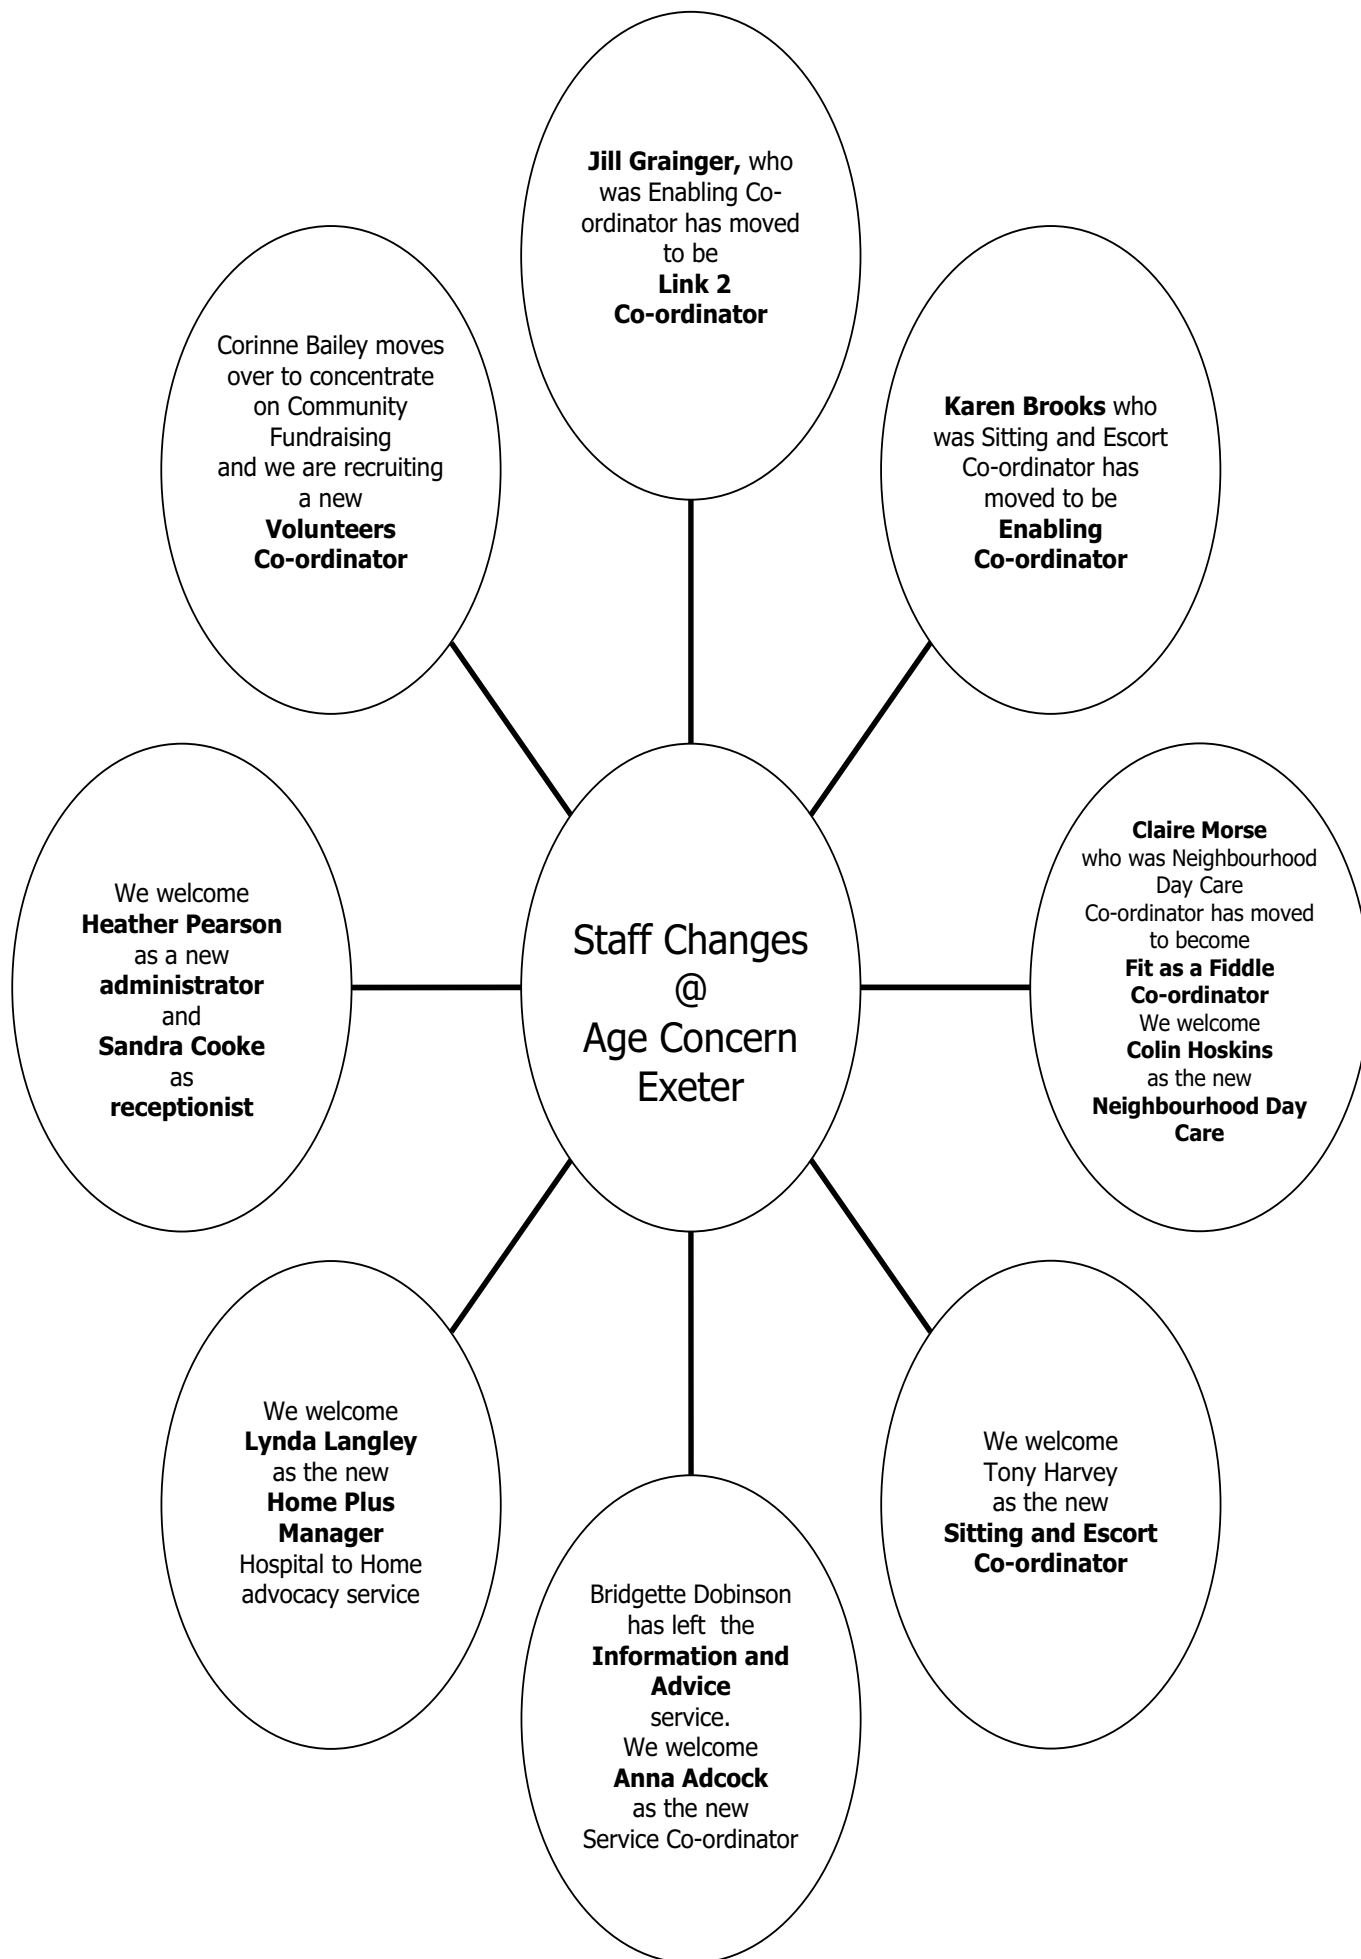 Jill Grainger, who
was Enabling Co-
ordinator has moved
to be
Link 2
Co-ordinator
Karen Brooks who
was Sitting and Escort
Co-ordinator has
moved to be
Enabling
Co-ordinator
Claire Morse
who was Neighbourhood
Day Care
Co-ordinator has moved
to become
Fit as a Fiddle
Co-ordinator
We welcome
Colin Hoskins
as the new
Neighbourhood Day
Care
We welcome
Tony Harvey
as the new
Sitting and Escort
Co-ordinator
Bridgette Dobinson
has left  the
Information and
Advice
service.
We welcome
Anna Adcock
as the new
Service Co-ordinator
We welcome
Lynda Langley
as the new
Home Plus
Manager
Hospital to Home
advocacy service
We welcome
Heather Pearson
as a new
administrator
and
Sandra Cooke
as
receptionist
Corinne Bailey moves
over to concentrate
on Community
Fundraising
and we are recruiting
a new
Volunteers
Co-ordinator
Staff Changes
@
Age Concern
Exeter